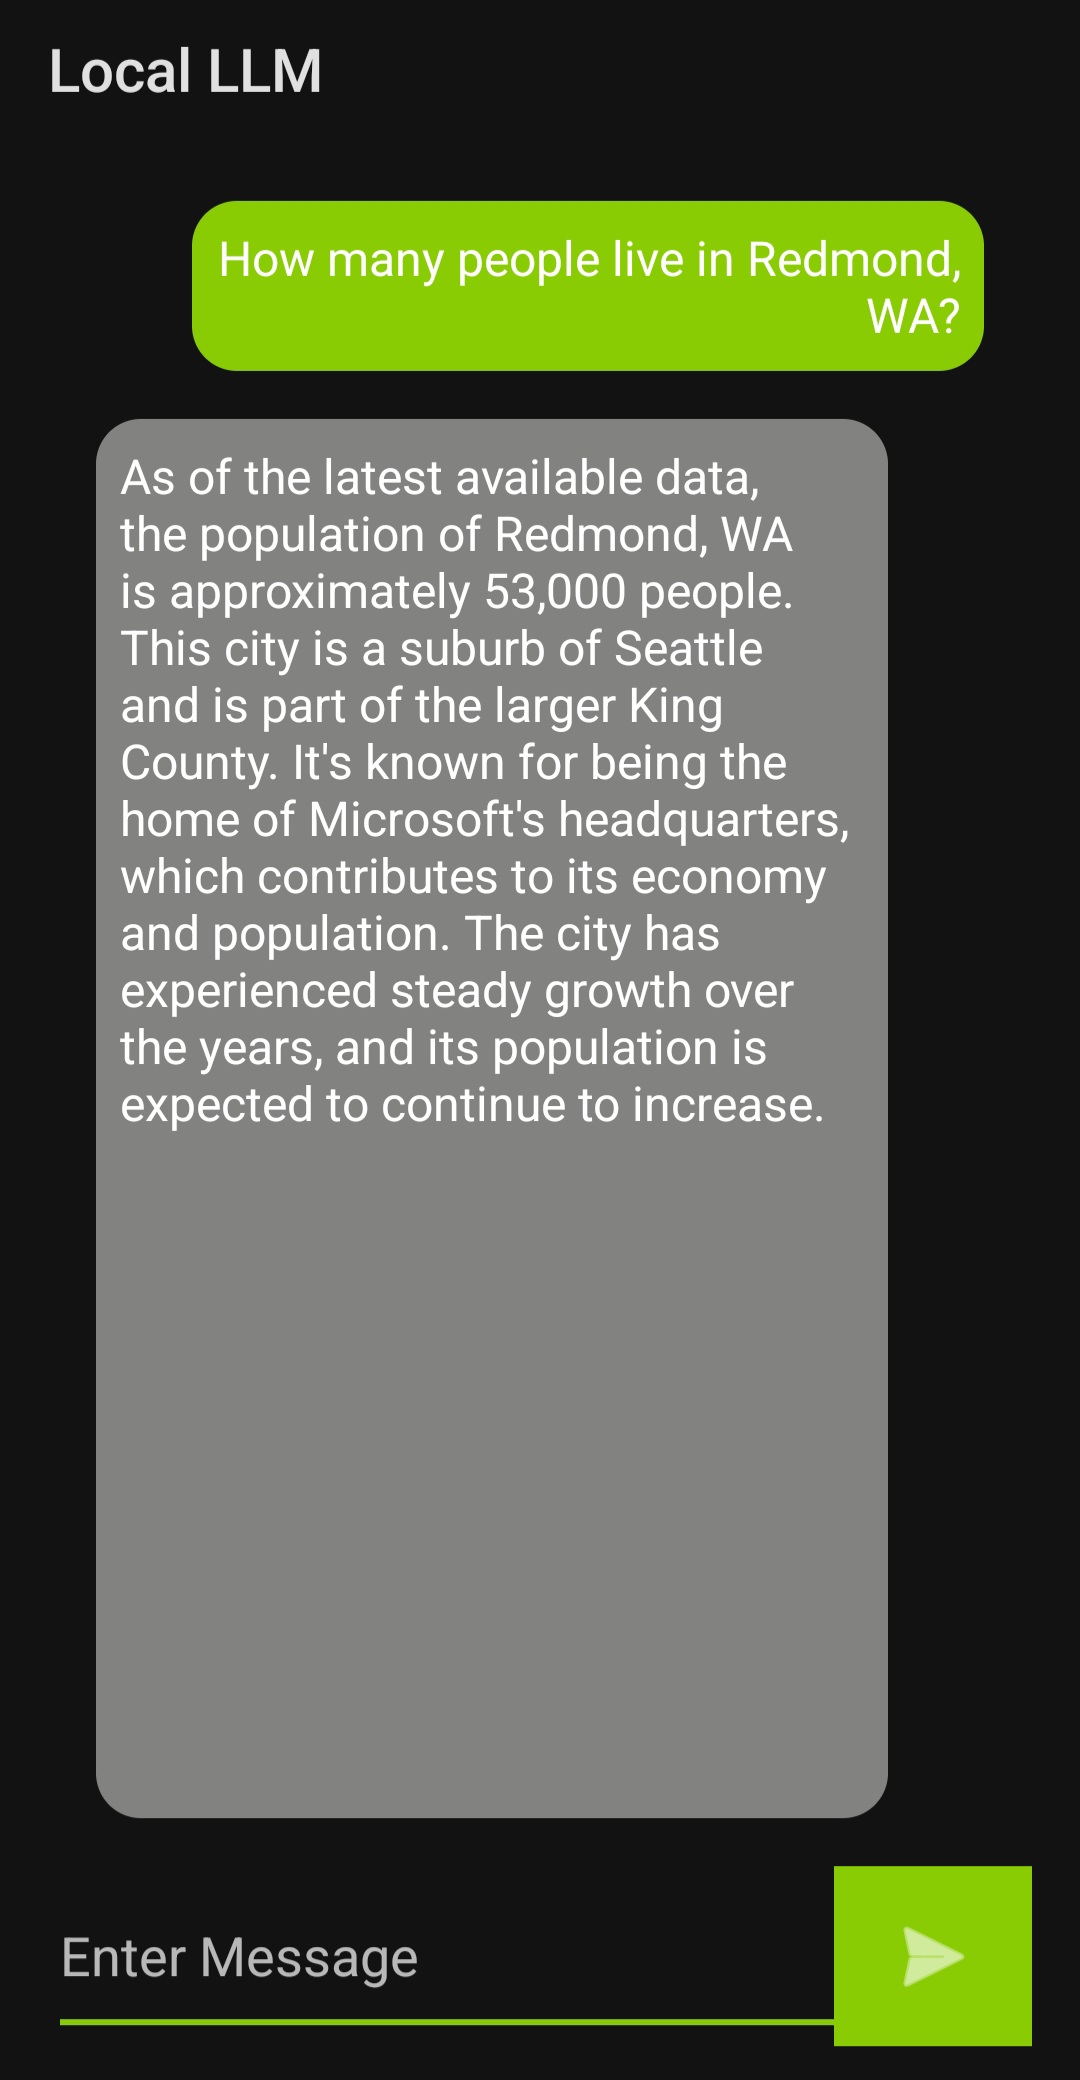 Local LLM
How many people live in Redmond,
WA?
As of the latest available data,
the population of Redmond, WA
is approximately 53,000 people.
This city is a suburb of Seattle
and is part of the larger King
County. It's known for being the
home of Microsoft's headquarters,
which contributes to its economy
and population. The city has
experienced steady growth over
the years, and its population is
expected to continue to increase.
Enter Message